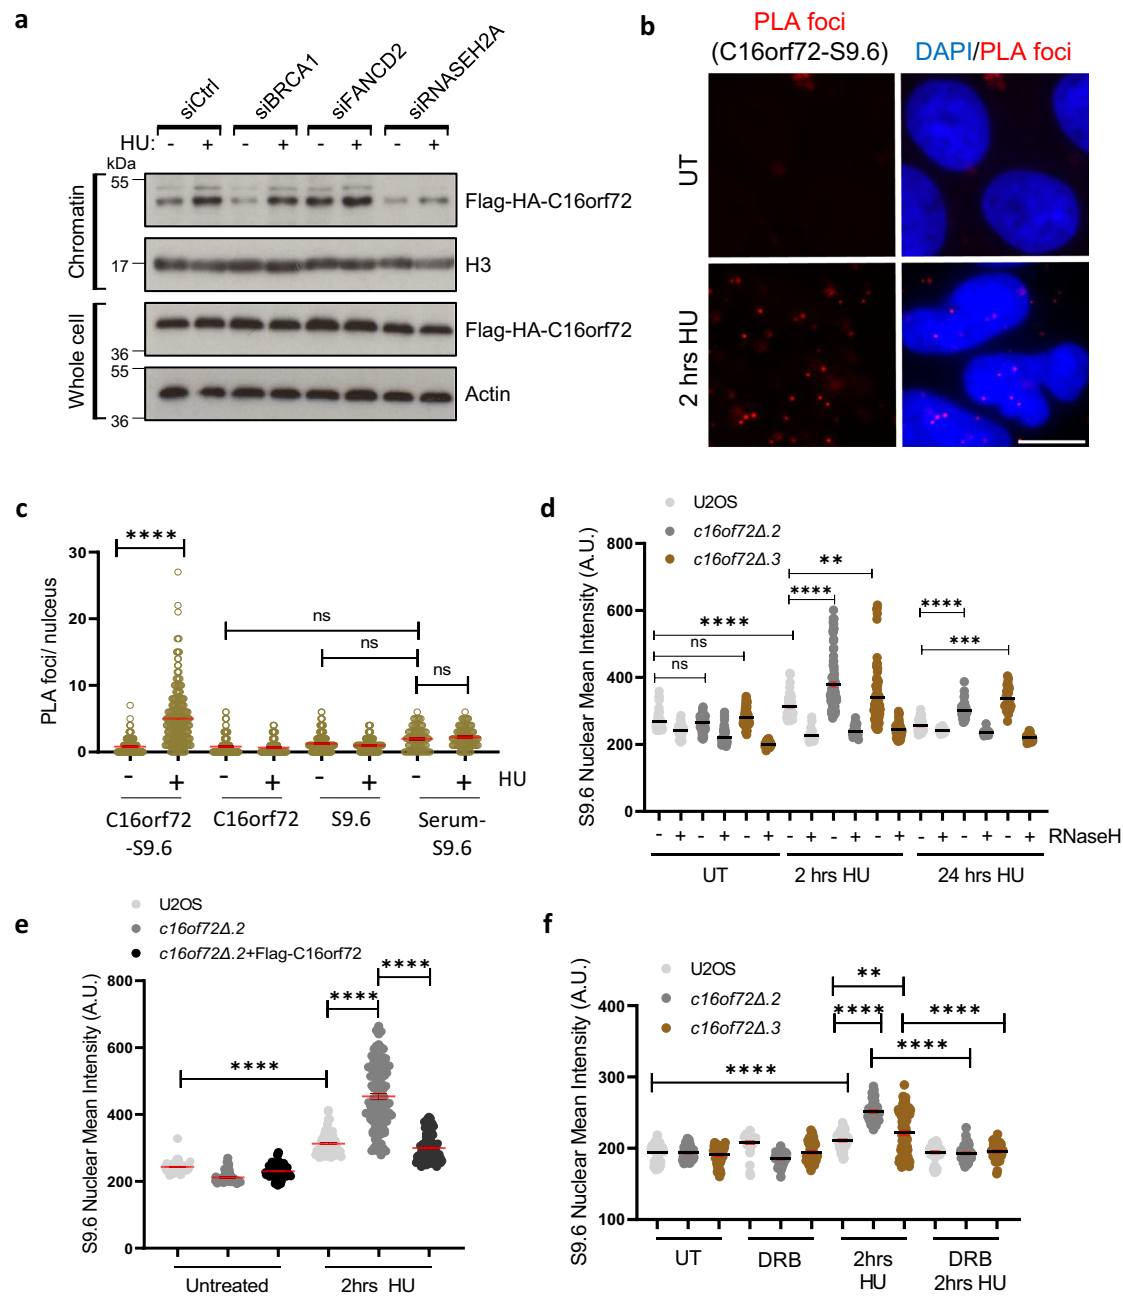 a
siCtrl siBRCA1 siFANCD2 siRNASEH2A
HU: - + - + - + - +
kDa
Chromatin
55
Flag-HA-C16orf72
17
H3
Whole cell
Flag-HA-C16orf72
36
55
Actin
36
b
PLA foci
(C16orf72-S9.6)
DAPI/PLA foci
UT
2 hrs HU
c
PLA foci/ nulceus
30
20
10
0
****
ns
ns
ns
- + - + - + - + HU
C16orf72
-S9.6
C16orf72
S9.6
Serum-
S9.6
d
U2OS
c16of72Δ.2
c16of72Δ.3
S9.6 Nuclear Mean Intensity (A.U.)
800
600
400
200
0
**
****
****
ns
ns
****
***
- + - + - + - + - + - + - + - + - + RNaseH
UT
2 hrs HU
24 hrs HU
e
U2OS
c16of72Δ.2
c16of72Δ.2+Flag-C16orf72
S9.6 Nuclear Mean Intensity (A.U.)
800
600
400
200
0
****
****
****
Untreated
2hrs HU
f
U2OS
c16of72Δ.2
c16of72Δ.3
S9.6 Nuclear Mean Intensity (A.U.)
400
300
200
100
**
****
****
****
****
UT
DRB
2hrs
HU
DRB
2hrs HU